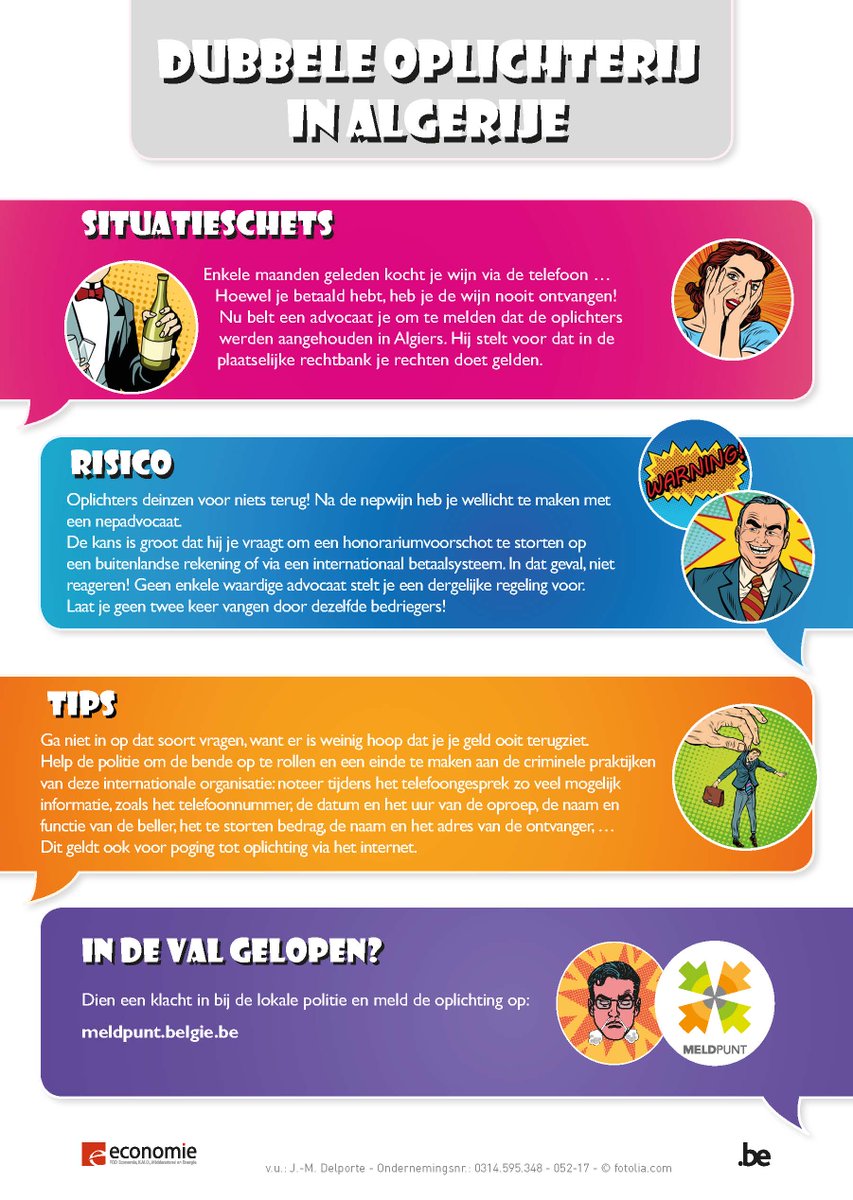 DUBBELE OPLICHTERIJ
IN ALGERIJE
SITUATIESCHETS
Enkele maanden geleden kocht je wijn via de telefoon …
Hoewel je betaald hebt, heb je de wijn nooit ontvangen!
Nu belt een advocaat je om te melden dat de oplichters
werden aangehouden in Algiers. Hij stelt voor dat in de
plaatselijke rechtbank je rechten doet gelden.
RISICO
WARNING!
Oplichters deinzen voor niets terug! Na de nepwijn heb je wellicht te maken met
een nepadvocaat.
De kans is groot dat hij je vraagt om een honorariumvoorschot te storten op
een buitenlandse rekening of via een internationaal betaalsysteem. In dat geval, niet
reageren! Geen enkele waardige advocaat stelt je een dergelijke regeling voor.
Laat je geen twee keer vangen door dezelfde bedriegers!
TIPS
Ga niet in op dat soort vragen, want er is weinig hoop dat je je geld ooit terugziet.
Help de politie om de bende op te rollen en een einde te maken aan de criminele praktijken
van deze internationale organisatie: noteer tijdens het telefoongesprek zo veel mogelijk
informatie, zoals het telefoonnummer, de datum en het uur van de oproep, de naam en
functie van de beller, het te storten bedrag, de naam en het adres van de ontvanger, …
Dit geldt ook voor poging tot oplichting via het internet.
IN DE VAL GELOPEN?
Dien een klacht in bij de lokale politie en meld de oplichting op:
meldpunt.belgie.be
MELDPUNT
e economie
FOD Economie, K.M.O., Middenstand en Energie
v.u.: J.-M. Delporte - Ondernemingsnr.: 0314.595.348 - 052-17 - © fotolia.com
.be